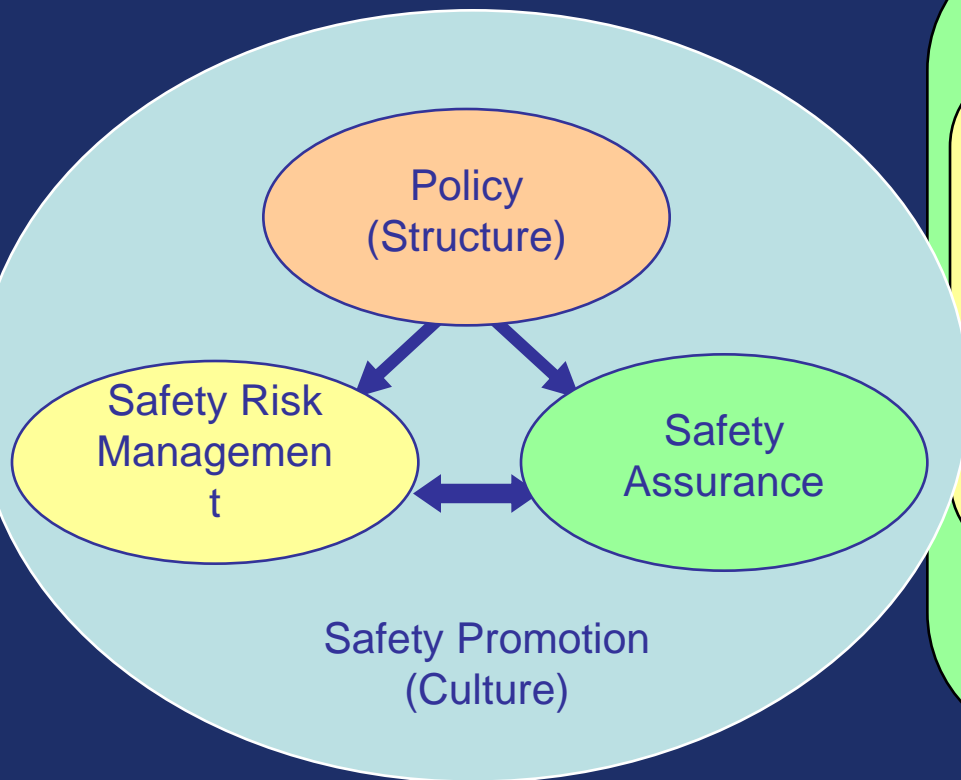 Policy
(Structure)
Safety Risk
Managemen
t
Safety
Assurance
Safety Promotion
(Culture)